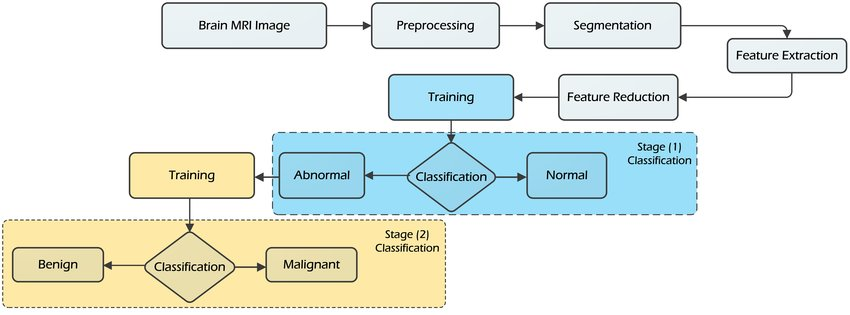 Brain MRI Image
Preprocessing
Segmentation
Feature Extraction
Feature Reduction
Training
Stage (1)
Classification
Classification
Abnormal
Normal
Training
Stage (2)
Classification
Classification
Benign
Malignant